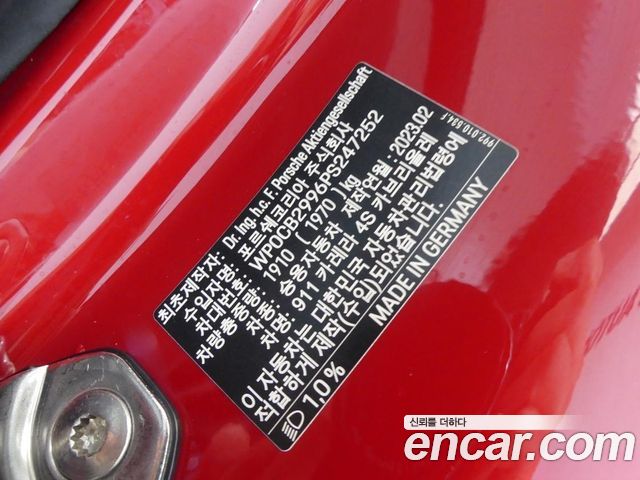 최초제작자: Dr. Ing. h.c. F. Porsche Aktiengesellschaft
수입자명: 포르쉐코리아 주식회사
차대번호: WP0CB2996PS247252
차량총중량: 1910 [ 1970 ] kg
차종: 승용자동차 제작연월: 2023.02
차명: 911 카레라 4S 카브리올레
이 자동차는 대한민국 자동차관리법령에
적합하게 제작(수입)되었습니다.
1,0% MADE IN GERMANY
992.010.534.F
신뢰를 더하다
encar.com